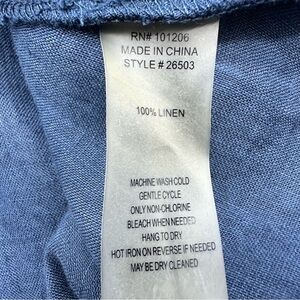 RN# 101206
MADE IN CHINA
STYLE # 26503
100% LINEN
MACHINE WASH COLD
GENTLE CYCLE
ONLY NON-CHLORINE
BLEACH WHEN NEEDED
HANG TO DRY
HOT IRON ON REVERSE IF NEEDED
MAY BE DRY CLEANED